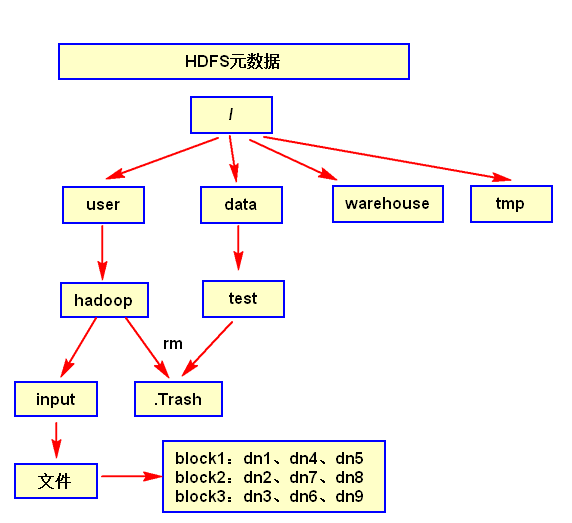 HDFS元数据
/
user
data
warehouse
tmp
hadoop
test
rm
input
.Trash
文件
block1：dn1、dn4、dn5
block2：dn2、dn7、dn8
block3：dn3、dn6、dn9